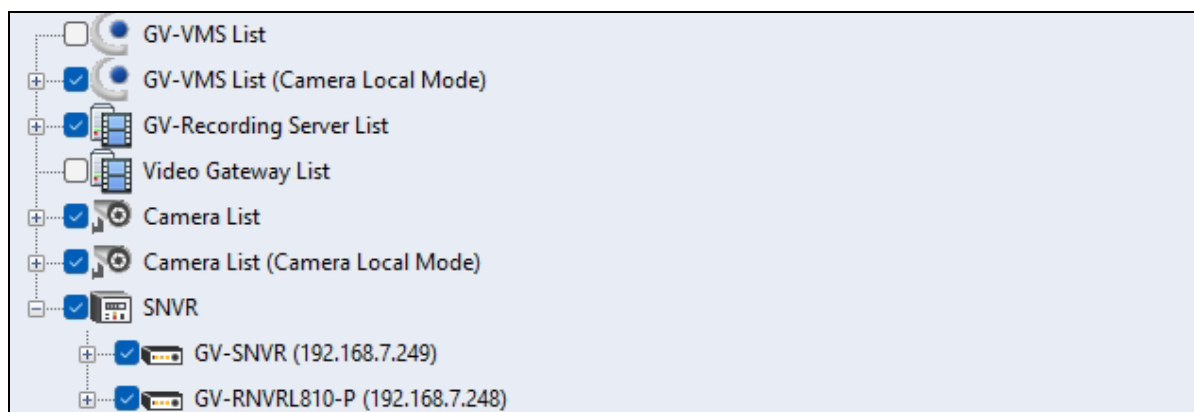 GV-VMS List
GV-VMS List (Camera Local Mode)
GV-Recording Server List
Video Gateway List
Camera List
Camera List (Camera Local Mode)
SNVR
GV-SNVR (192.168.7.249)
GV-RNVRL810-P (192.168.7.248)